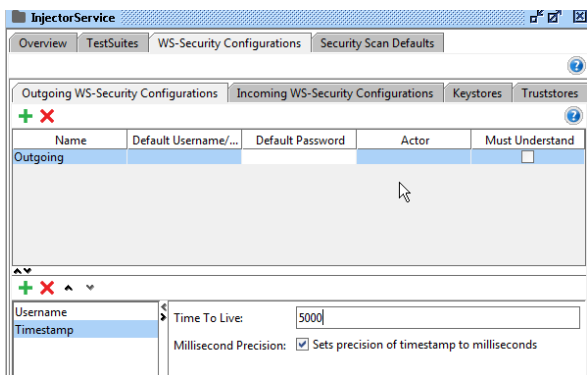 InjectorService
Overview TestSuites WS-Security Configurations Security Scan Defaults
Outgoing WS-Security Configurations Incoming WS-Security Configurations Keystores Truststores
Name Default Username/... Default Password Actor Must Understand
Outgoing
Username
Timestamp
Time To Live: 5000
Millisecond Precision: Sets precision of timestamp to milliseconds